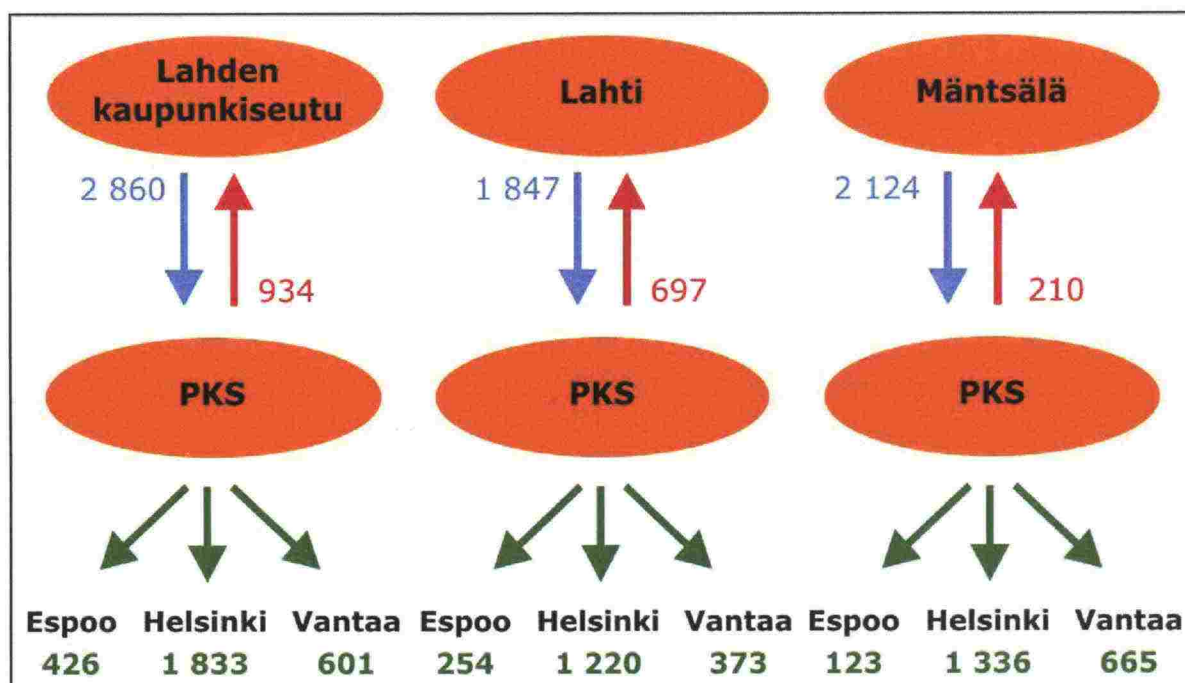 Lahden
kaupunkiseutu
Lahti
Mäntsälä
2 860
934
1 847
697
2 124
210
PKS
PKS
PKS
Espoo Helsinki Vantaa Espoo Helsinki Vantaa Espoo Helsinki Vantaa
426 1 833 601 254 1 220 373 123 1 336 665